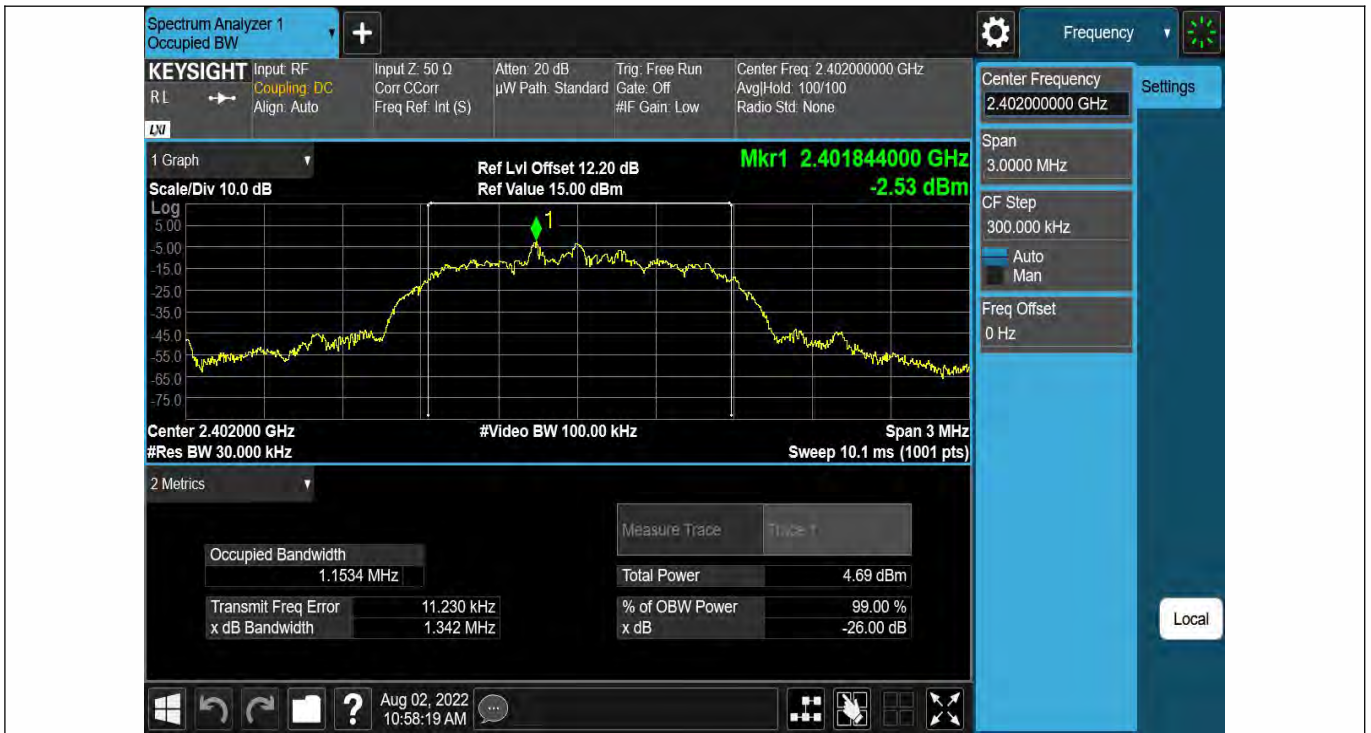 Spectrum Analyzer 1
Occupied BW
Frequency
KEYSIGHT
R L
LXI
Input: RF
Coupling: DC
Align: Auto
Input Z: 50 Ω
Corr CCorr
Freq Ref: Int (S)
Atten: 20 dB
µW Path: Standard
Trig: Free Run
Gate: Off
#IF Gain: Low
Center Freq: 2.402000000 GHz
Avg|Hold: 100/100
Radio Std: None
Center Frequency
2.402000000 GHz
Settings
Span
3.0000 MHz
CF Step
300.000 kHz
Auto
Man
Freq Offset
0 Hz
1 Graph
Scale/Div 10.0 dB
Ref Lvl Offset 12.20 dB
Ref Value 15.00 dBm
Mkr1 2.401844000 GHz
-2.53 dBm
Log
5.00
-5.00
-15.0
-25.0
-35.0
-45.0
-55.0
-65.0
-75.0
1
Center 2.402000 GHz
#Res BW 30.000 kHz
#Video BW 100.00 kHz
Span 3 MHz
Sweep 10.1 ms (1001 pts)
2 Metrics
Measure Trace
Trace 1
Occupied Bandwidth
1.1534 MHz
Total Power
4.69 dBm
Transmit Freq Error
11.230 kHz
% of OBW Power
99.00 %
x dB Bandwidth
1.342 MHz
x dB
-26.00 dB
Local
Aug 02, 2022
10:58:19 AM